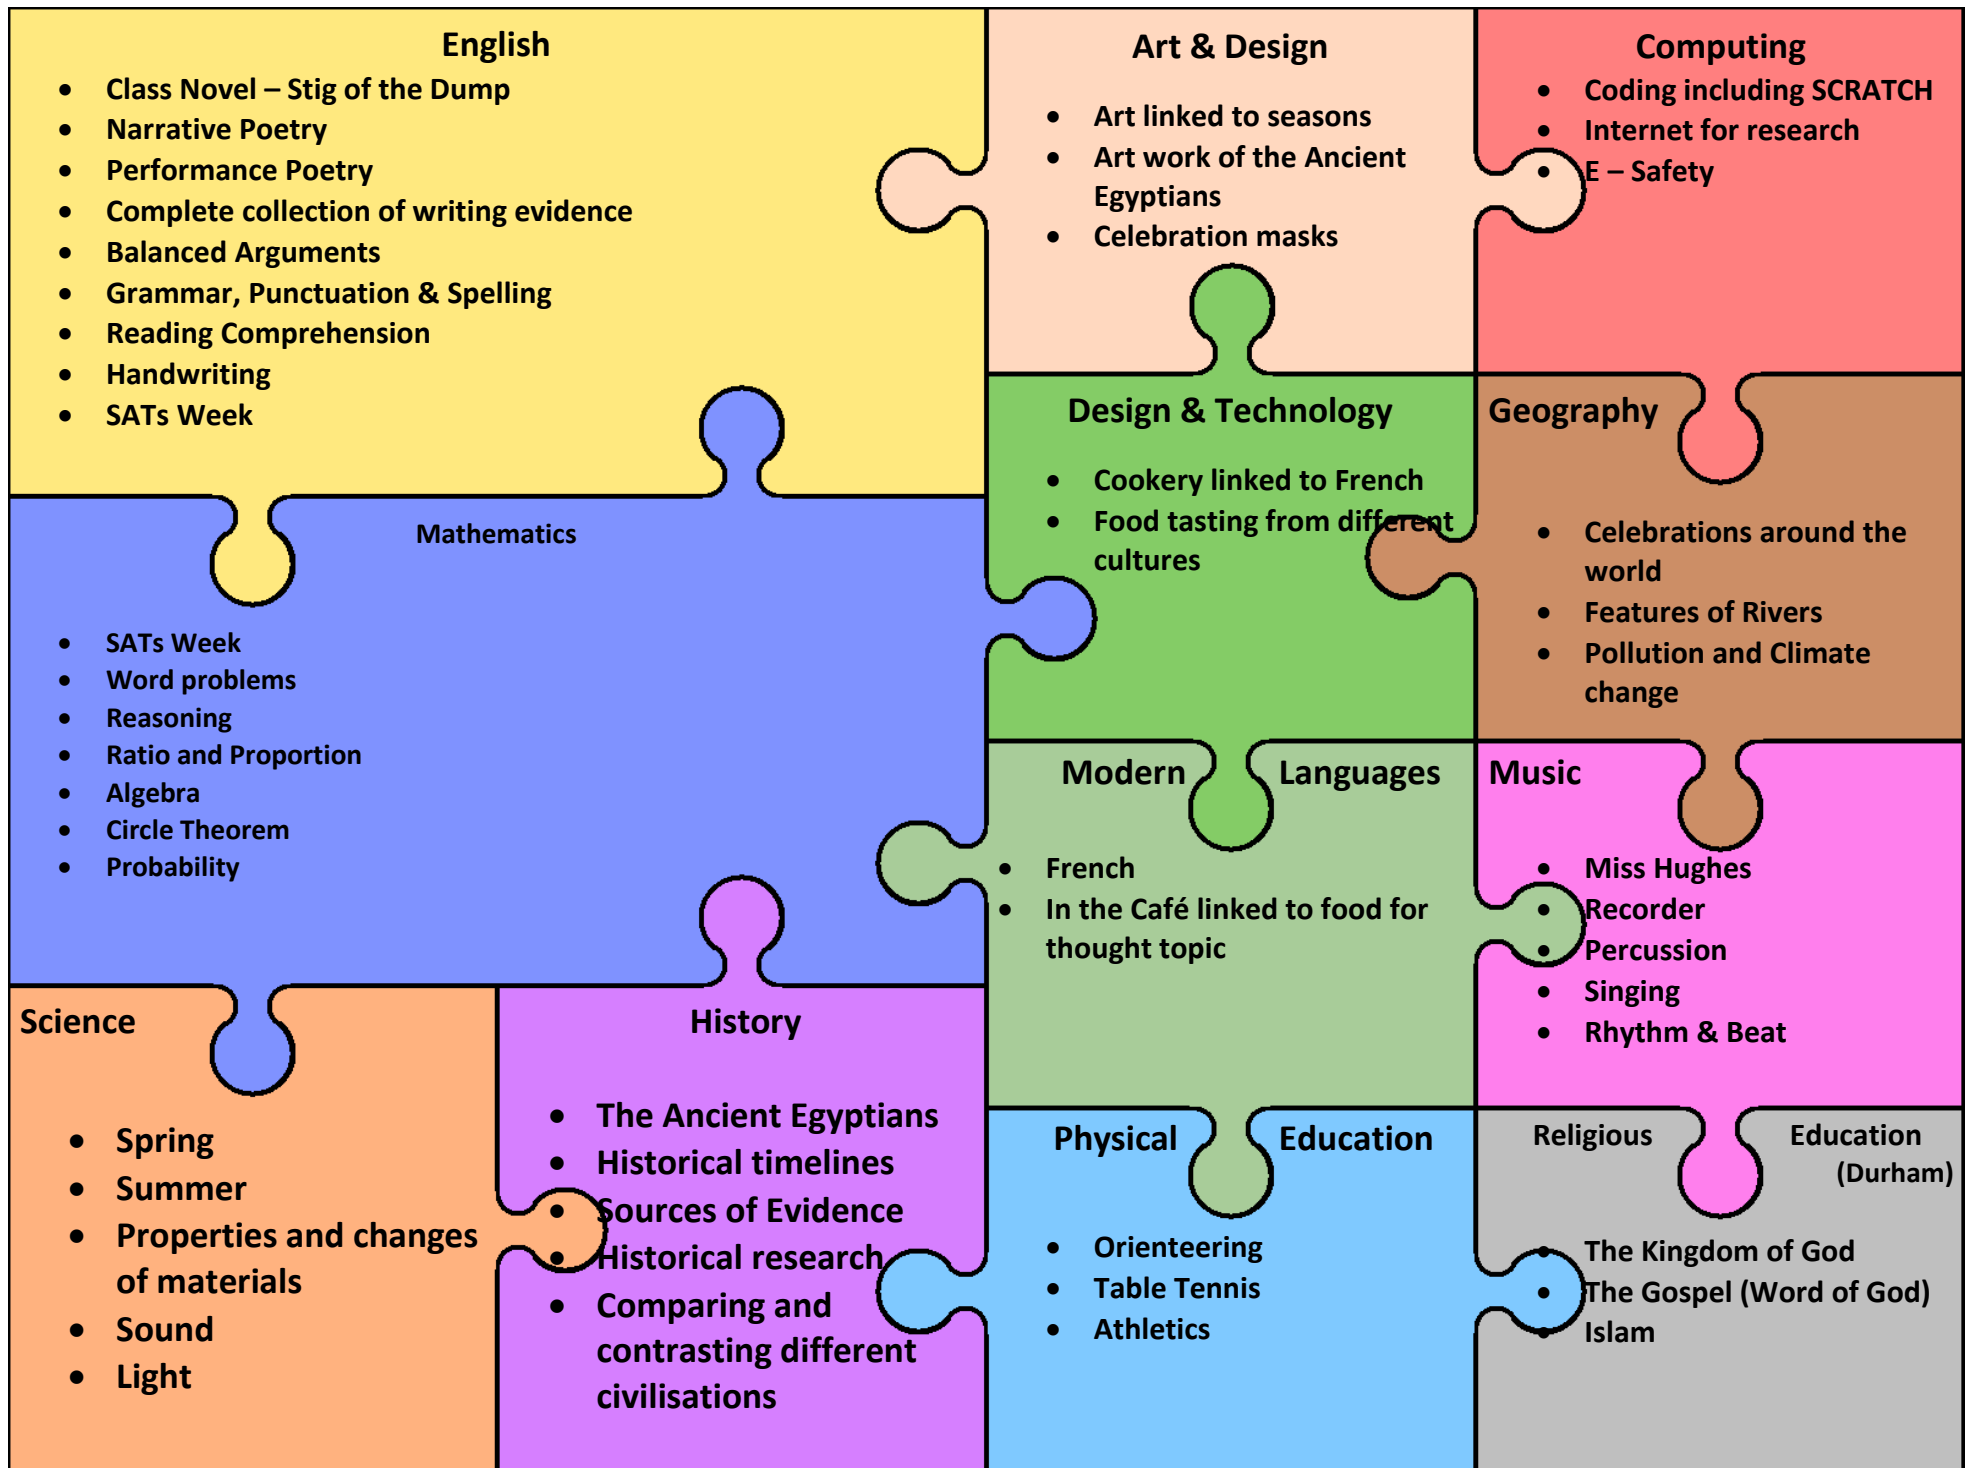 English
• Class Novel – Stig of the Dump
• Narrative Poetry
• Performance Poetry
• Complete collection of writing evidence
• Balanced Arguments
• Grammar, Punctuation & Spelling
• Reading Comprehension
• Handwriting
• SATs Week
Art & Design
• Art linked to seasons
• Art work of the Ancient
Egyptians
• Celebration masks
Computing
• Coding including SCRATCH
• Internet for research
• E – Safety
Mathematics
• SATs Week
• Word problems
• Reasoning
• Ratio and Proportion
• Algebra
• Circle Theorem
• Probability
Design & Technology
• Cookery linked to French
• Food tasting from different
cultures
Geography
• Celebrations around the
world
• Features of Rivers
• Pollution and Climate
change
Modern Languages
• French
• In the Café linked to food for
thought topic
Music
• Miss Hughes
• Recorder
• Percussion
• Singing
• Rhythm & Beat
Science
• Spring
• Summer
• Properties and changes
of materials
• Sound
• Light
History
• The Ancient Egyptians
• Historical timelines
• Sources of Evidence
• Historical research
• Comparing and
contrasting different
civilisations
Physical Education
• Orienteering
• Table Tennis
• Athletics
Religious Education
(Durham)
• The Kingdom of God
• The Gospel (Word of God)
• Islam